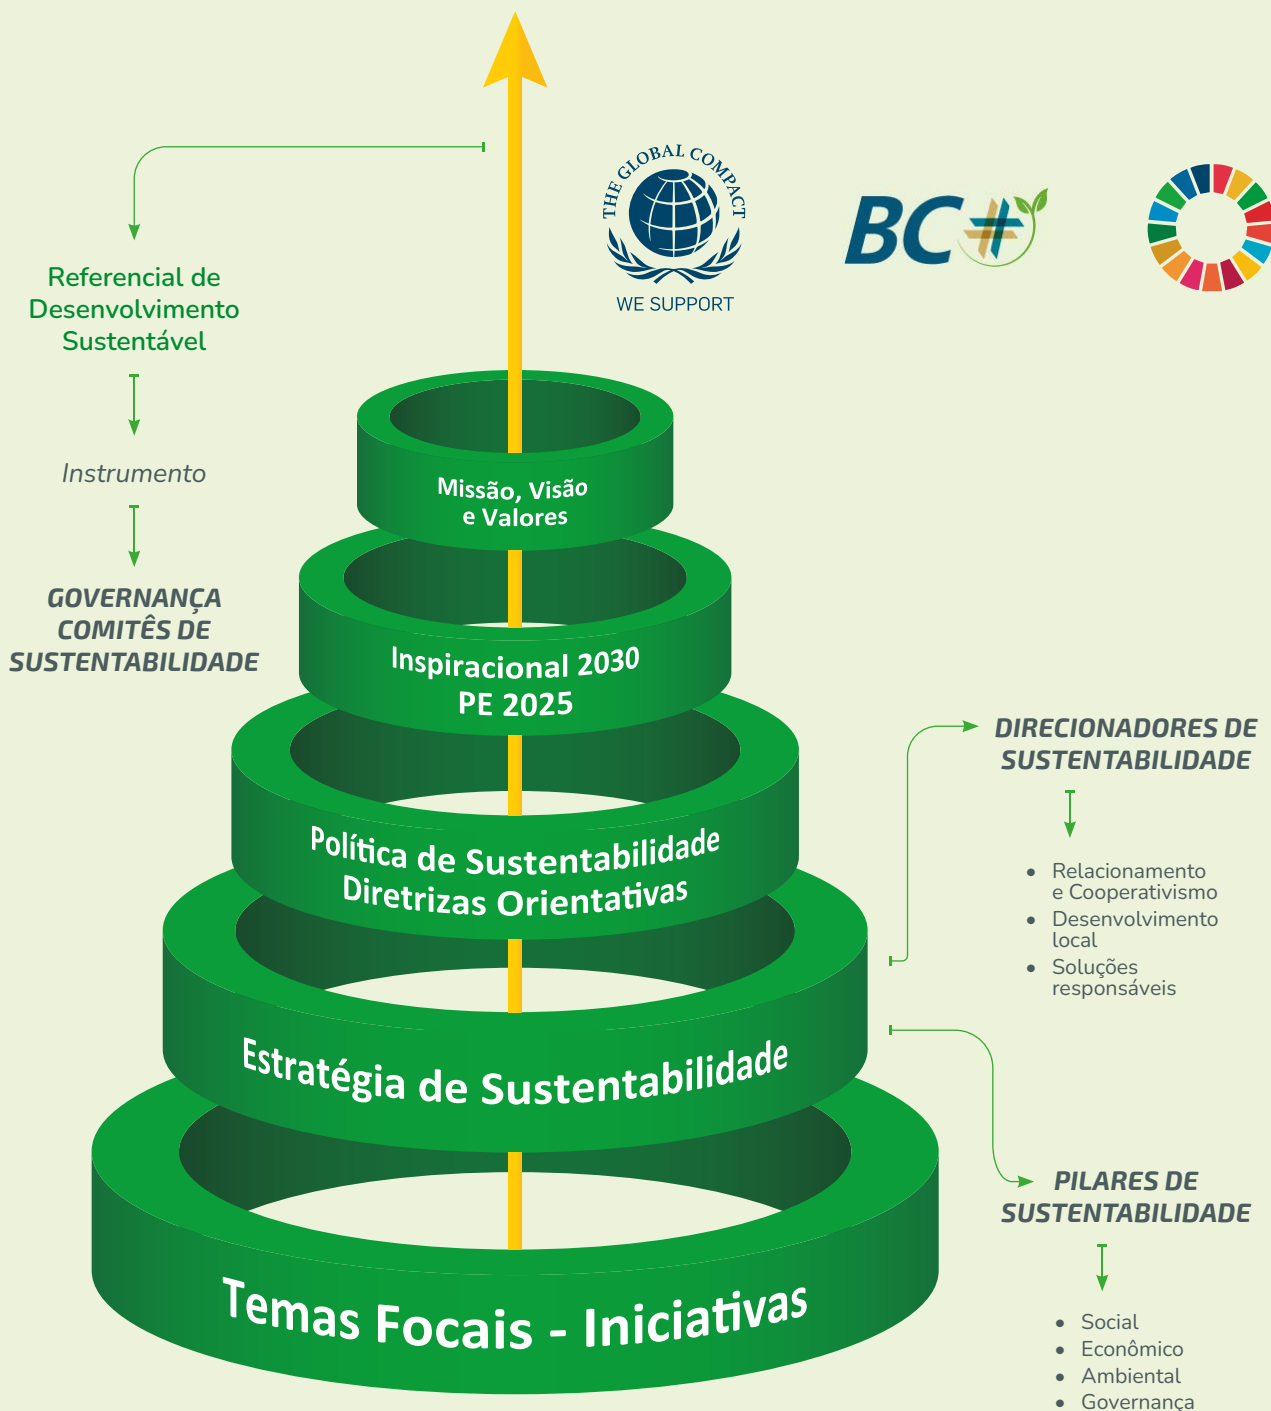 THE GLOBAL COMPACT
WE SUPPORT
BC
Referencial de
Desenvolvimento
Sustentável
Instrumento
GOVERNANÇA
COMITÊS DE
SUSTENTABILIDADE
Missão, Visão
e Valores
Inspiracional 2030
PE 2025
Política de Sustentabilidade
Diretrizas Orientativas
Estratégia de Sustentabilidade
Temas Focais - Iniciativas
DIRECIONADORES DE
SUSTENTABILIDADE
• Relacionamento
e Cooperativismo
• Desenvolvimento
local
• Soluções
responsáveis
PILARES DE
SUSTENTABILIDADE
• Social
• Econômico
• Ambiental
• Governança